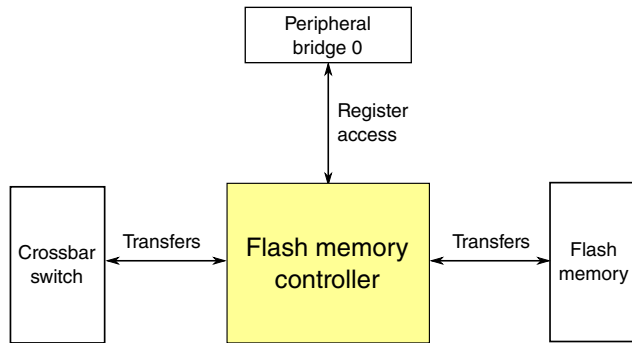 Peripheral
bridge 0
Register
access
Crossbar
switch
Transfers
Flash memory
controller
Transfers
Flash
memory